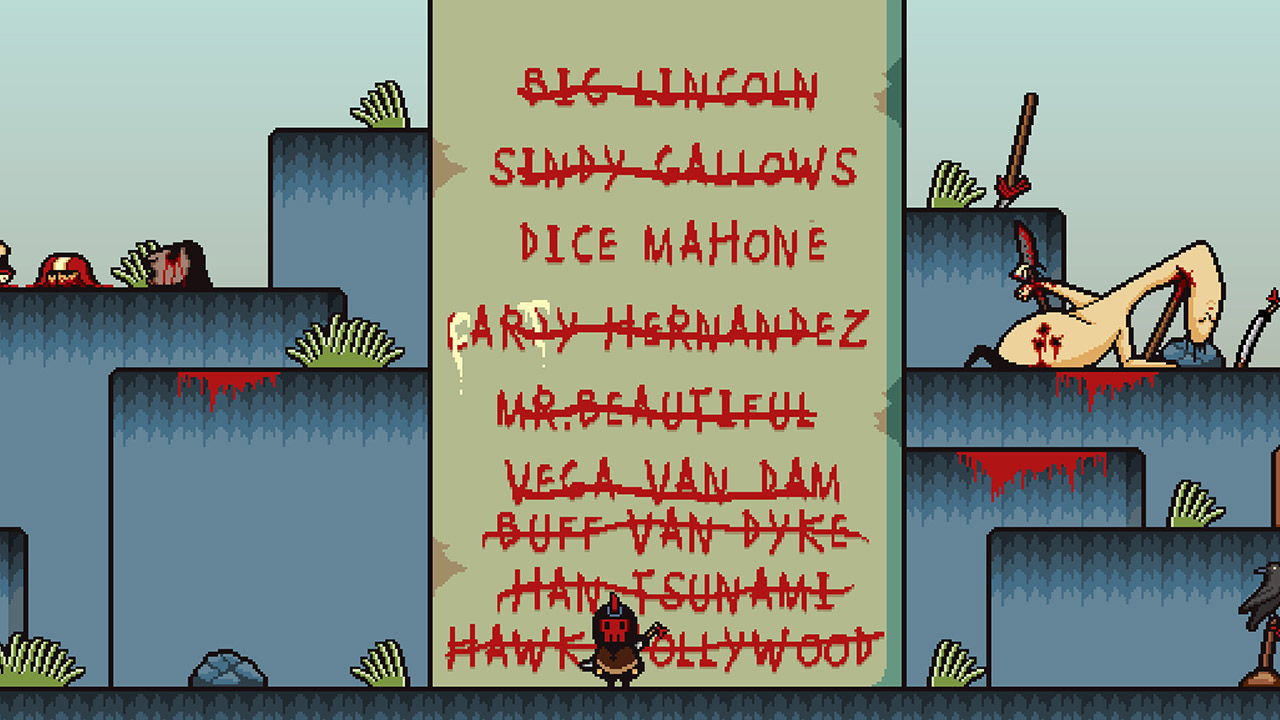 BIG LINCOLN
SINDY GALLOWS
DICE MAHONE
CARLY HERNANDEZ
MR.BEAUTIFUL
VEGA VAN DAM
BUFF VAN DYKE
HAN TSUNAMI
HAWK HOLLYWOOD